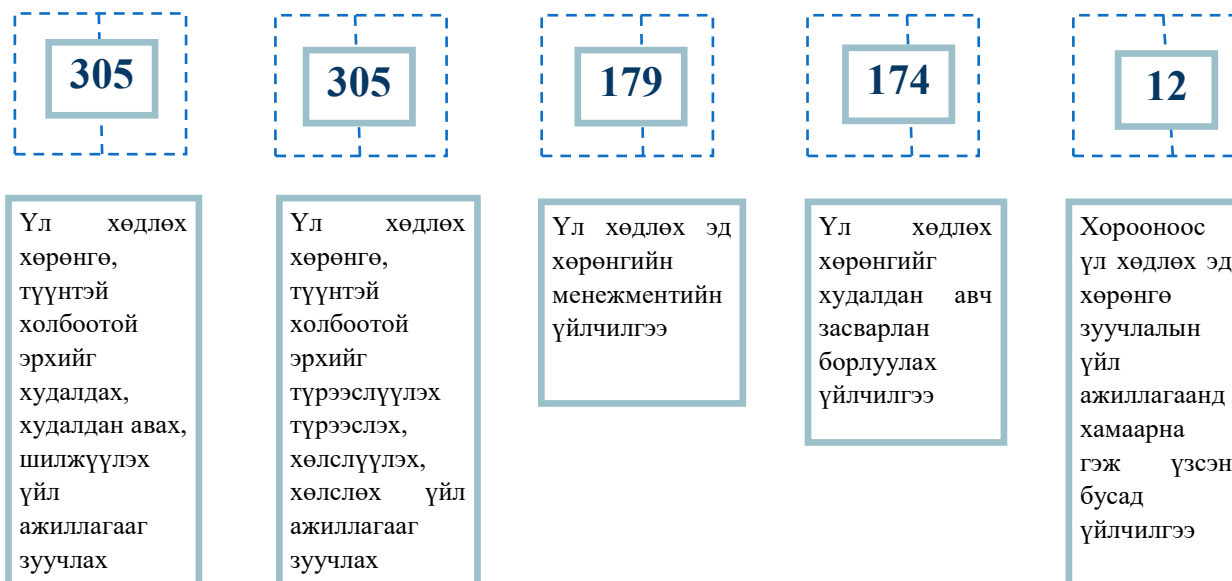 305
305
179
174
12
Үл хөдлөх
хөрөнгө,
түүнтэй
холбоотой
эрхийг
худалдах,
худалдан авах,
шилжүүлэх
үйл
ажиллагааг
зуучлах
Үл хөдлөх
хөрөнгө,
түүнтэй
холбоотой
эрхийг
түрээслүүлэх
түрээслэх,
хөлслүүлэх,
хөлслөх үйл
ажиллагааг
зуучлах
Үл хөдлөх эд
хөрөнгийн
менежментийн
үйлчилгээ
Үл хөдлөх
хөрөнгийг
худалдан авч
засварлан
борлуулах
үйлчилгээ
Хорооноос
үл хөдлөх эд
хөрөнгө
зуучлалын
үйл
ажиллагаанд
хамаарна
гэж үзсэн
бусад
үйлчилгээ